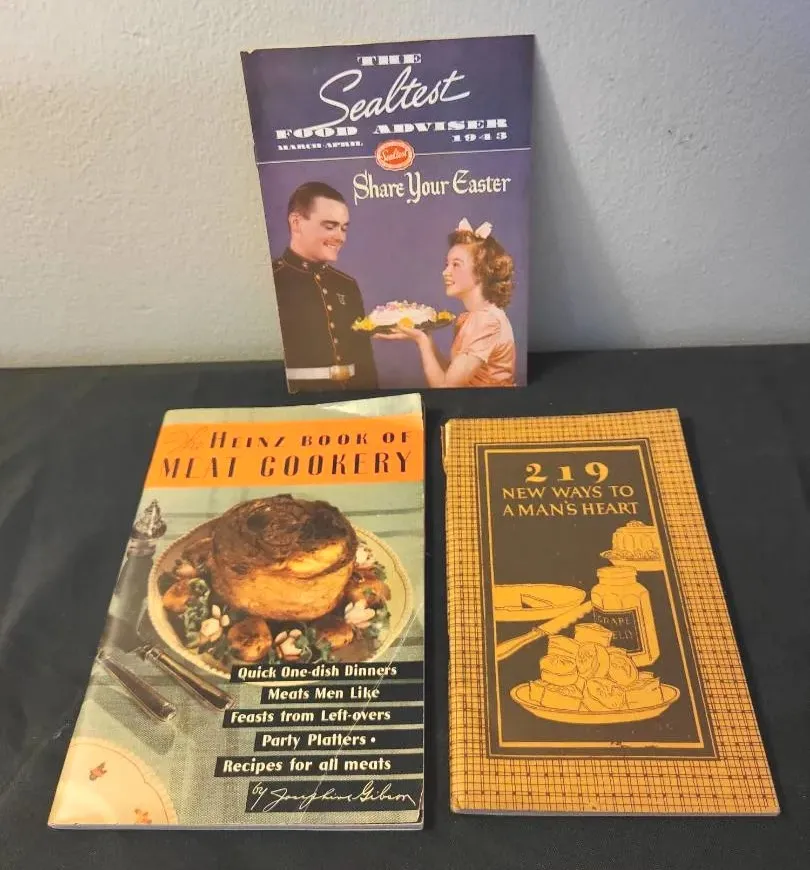 THE
Sealtest
FOOD ADVISER
MARCH-APRIL 1943
Sealtest
Share Your Easter
The HEINZ BOOK OF
MEAT COOKERY
Quick One-dish Dinners
Meats Men Like
Feasts from Left-overs
Party Platters •
Recipes for all meats
by Josephine Gibson
219
NEW WAYS TO
A MAN'S HEART
GRAPE
JELLY